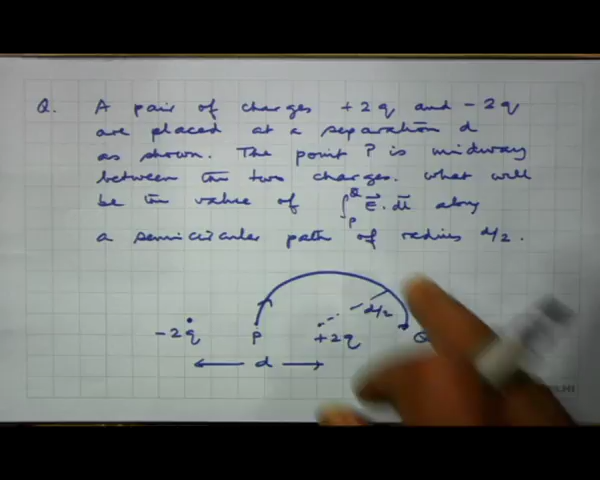 Q. A pair of charges +2q and -2q
are placed at a separation d
as shown. The point P is midway
between the two charges. What will
be the value of ∫_P^Q E⃗ . dl⃗ along
a semicircular path of radius d/2.
d/2
-2q P +2q Q
d